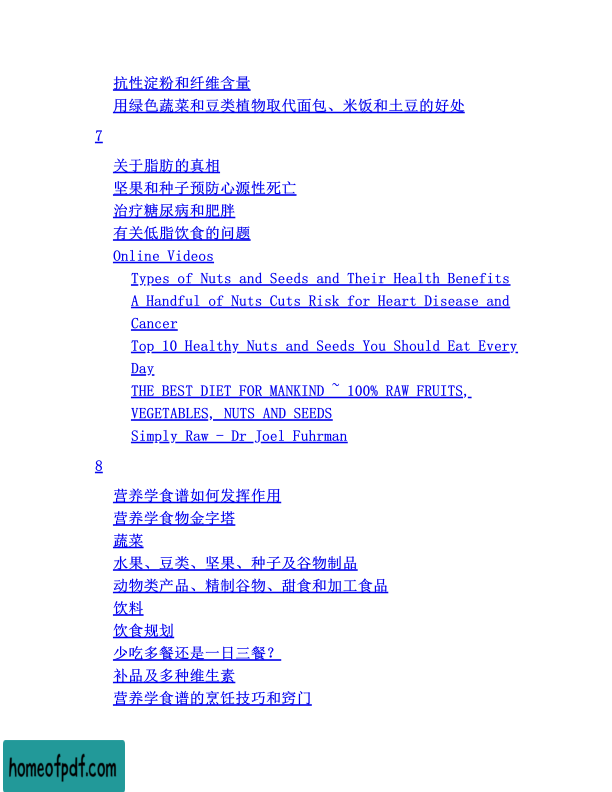 抗性淀粉和纤维含量
用绿色蔬菜和豆类植物取代面包、米饭和土豆的好处
7
关于脂肪的真相
坚果和种子预防心源性死亡
治疗糖尿病和肥胖
有关低脂饮食的问题
Online Videos
Types of Nuts and Seeds and Their Health Benefits
A Handful of Nuts Cuts Risk for Heart Disease and
Cancer
Top 10 Healthy Nuts and Seeds You Should Eat Every
Day
THE BEST DIET FOR MANKIND ~ 100% RAW FRUITS,
VEGETABLES, NUTS AND SEEDS
Simply Raw - Dr Joel Fuhrman
8
营养学食谱如何发挥作用
营养学食物金字塔
蔬菜
水果、豆类、坚果、种子及谷物制品
动物类产品、精制谷物、甜食和加工食品
饮料
饮食规划
少吃多餐还是一日三餐？
补品及多种维生素
营养学食谱的烹饪技巧和窍门
homeofpdf.com